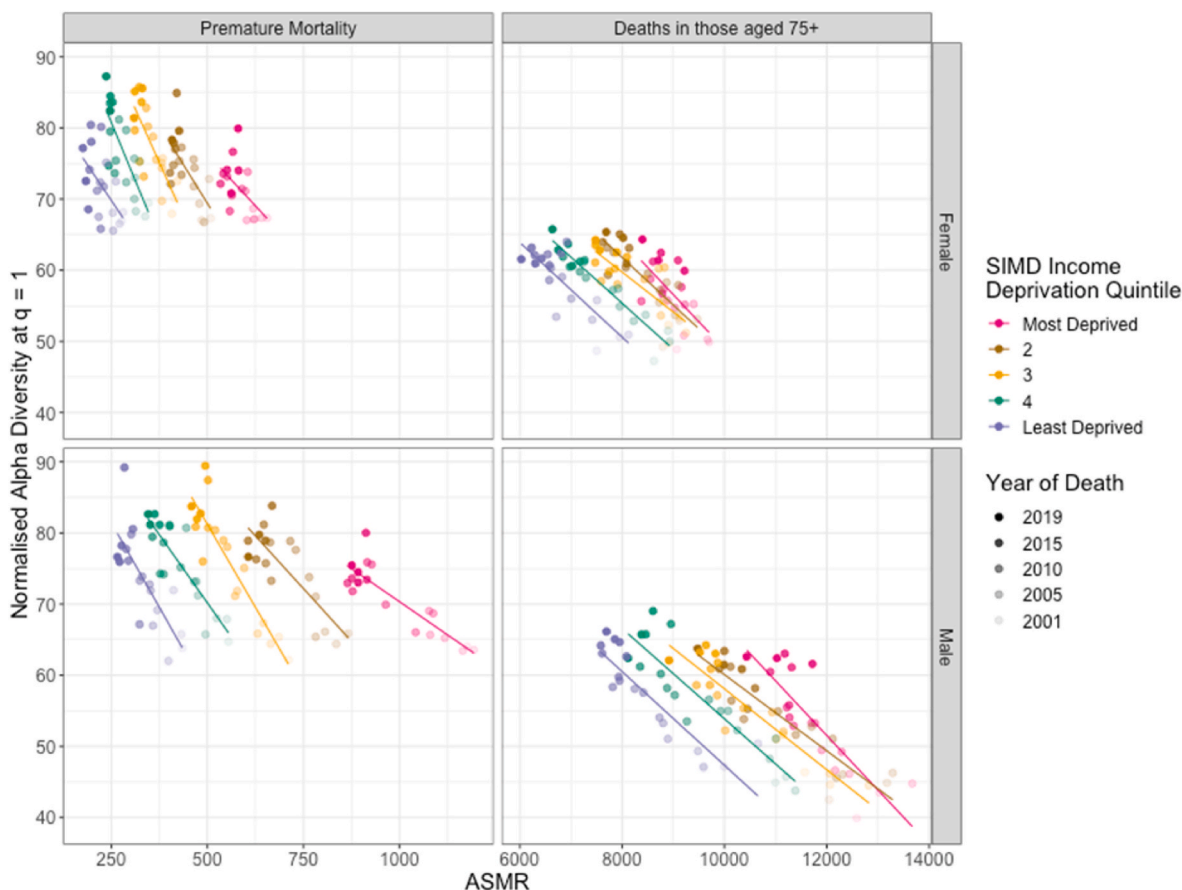 Premature Mortality
Deaths in those aged 75+
90
80
70
60
50
40
Female
90
80
70
60
50
40
Male
Normalised Alpha Diversity at q = 1
250
500
750
1000
6000
8000
10000
12000
14000
ASMR
SIMD Income
Deprivation Quintile
Most Deprived
2
3
4
Least Deprived
Year of Death
2019
2015
2010
2005
2001